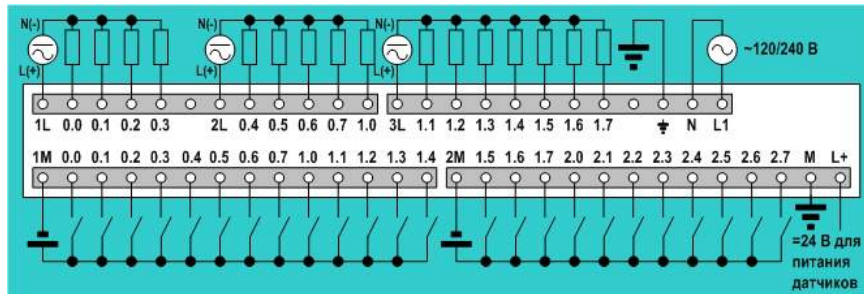 N(-) N(-) N(-)
~120/240 В
L(+) L(+) L(+)
1L 0.0 0.1 0.2 0.3 2L 0.4 0.5 0.6 0.7 1.0 3L 1.1 1.2 1.3 1.4 1.5 1.6 1.7 N L1
1M 0.0 0.1 0.2 0.3 0.4 0.5 0.6 0.7 1.0 1.1 1.2 1.3 1.4 2M 1.5 1.6 1.7 2.0 2.1 2.2 2.3 2.4 2.5 2.6 2.7 M L+
=24 В для
питания
датчиков